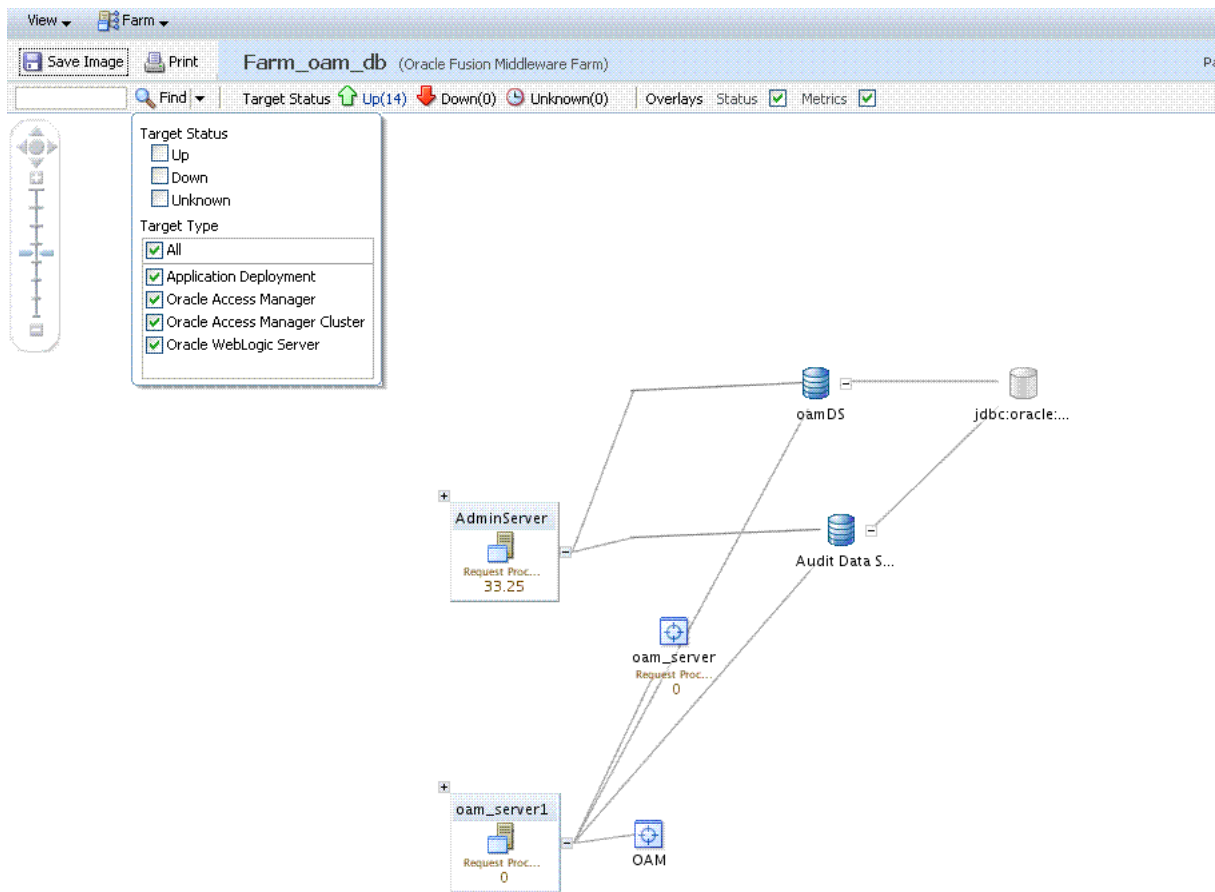 View Farm
Save Image Print Farm_oam_db (Oracle Fusion Middleware Farm)
Find Target Status Up(14) Down(0) Unknown(0) Overlays Status Metrics
Target Status
Up
Down
Unknown
Target Type
All
Application Deployment
Oracle Access Manager
Oracle Access Manager Cluster
Oracle WebLogic Server
oamDS
jdbc:oracle:...
AdminServer
Request Proc...
33.25
Audit Data S...
oam_server
Request Proc...
0
oam_server1
Request Proc...
0
OAM